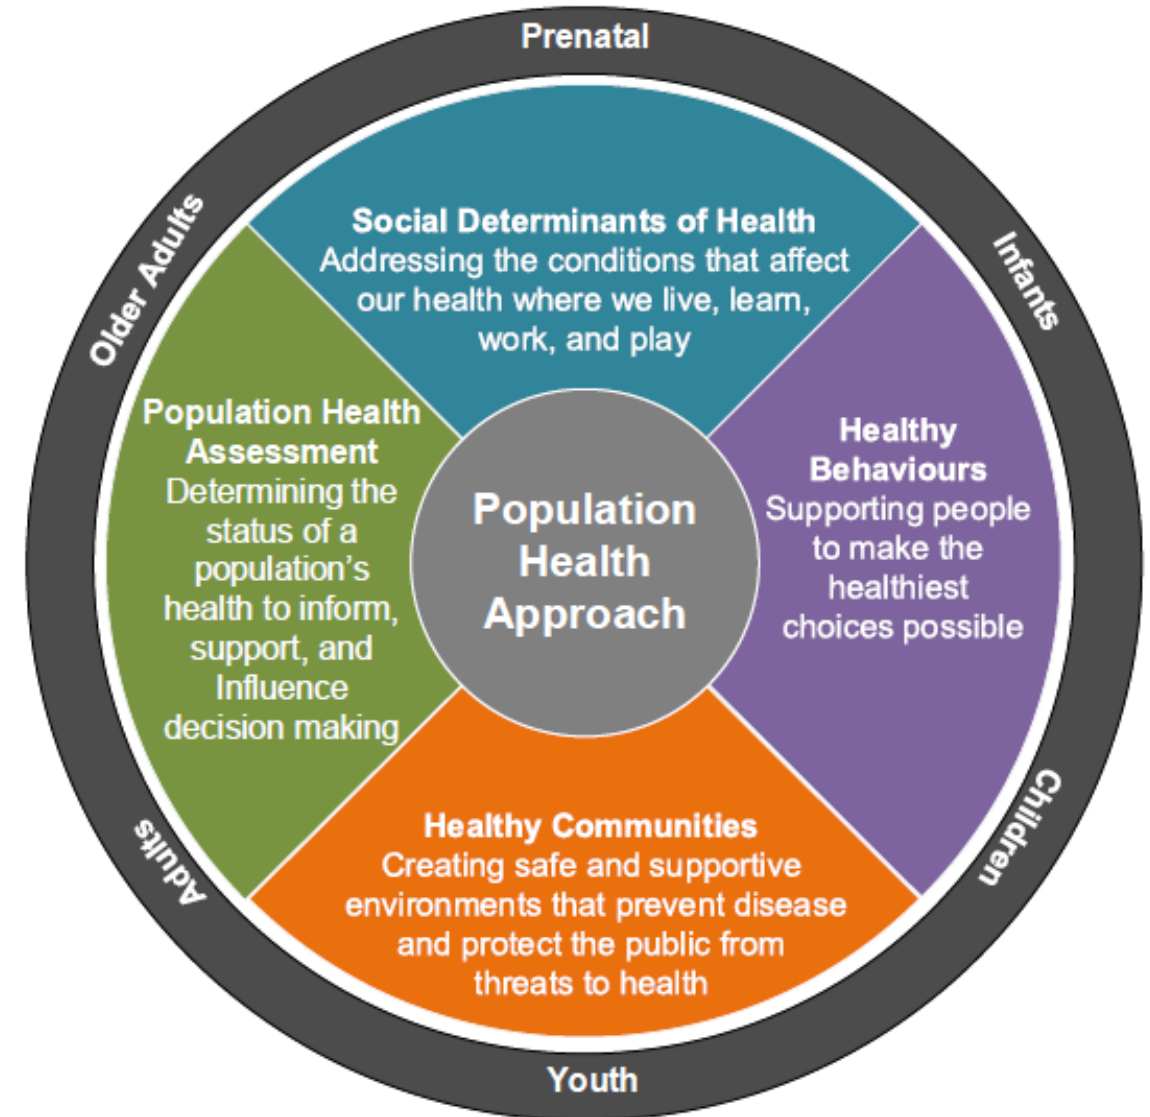 Prenatal
Social Determinants of Health
Addressing the conditions that affect
our health where we live, learn,
work, and play
Infants
Healthy
Behaviours
Supporting people
to make the
healthiest
choices possible
Children
Healthy Communities
Creating safe and supportive
environments that prevent disease
and protect the public from
threats to health
Youth
Adults
Population Health
Assessment
Determining the
status of a
population’s
health to inform,
support, and
Influence
decision making
Older Adults
Population
Health
Approach